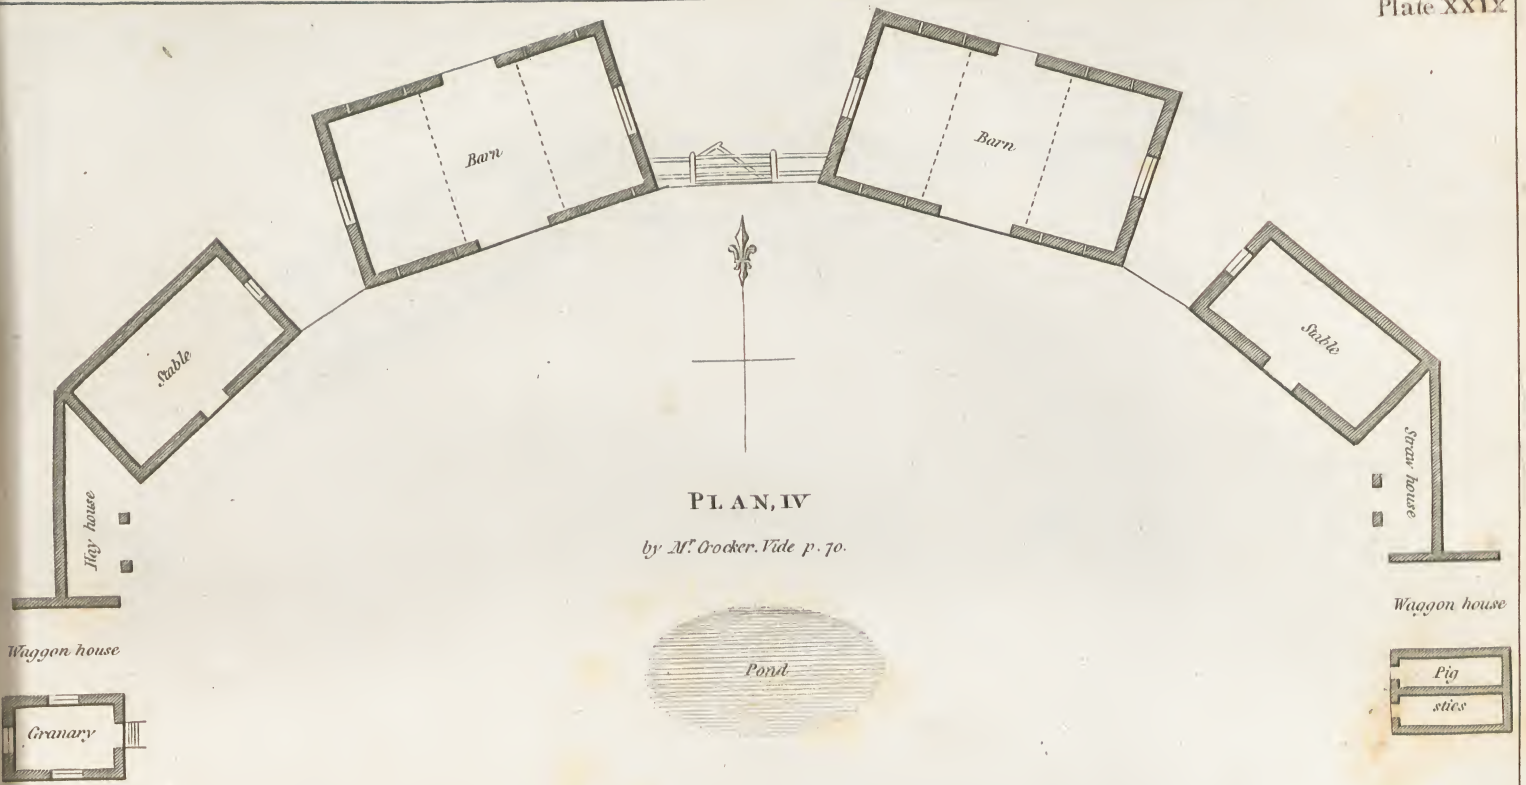 Plate XXIX
Barn
Barn
Stable
Stable
Hay house
Straw house
PLAN, IV
by Mr. Crocker. Vide p. 70.
Waggon house
Waggon house
Pond
Granary
Pig
sties